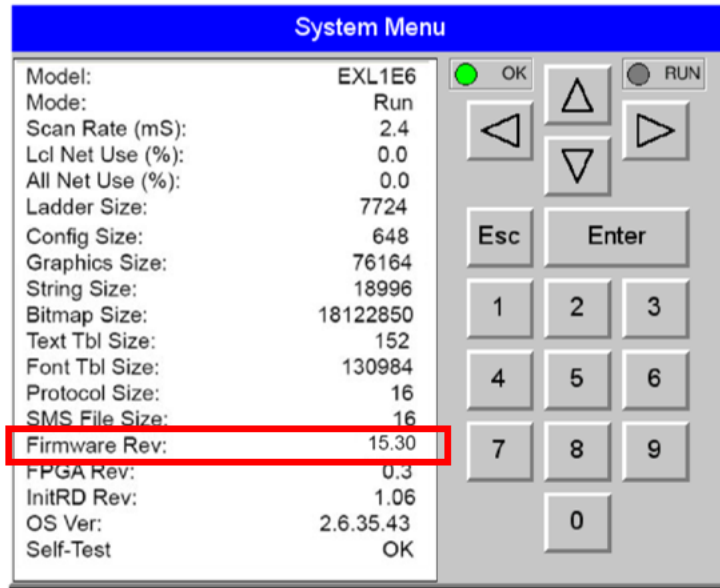 System Menu
Model: EXL1E6
Mode: Run
Scan Rate (mS): 2.4
Lcl Net Use (%): 0.0
All Net Use (%): 0.0
Ladder Size: 7724
Config Size: 648
Graphics Size: 76164
String Size: 18996
Bitmap Size: 18122850
Text Tbl Size: 152
Font Tbl Size: 130984
Protocol Size: 16
SMS File Size: 16
Firmware Rev: 15.30
FPGA Rev: 0.3
InitRD Rev: 1.06
OS Ver: 2.6.35.43
Self-Test OK
OK RUN
Esc Enter
1 2 3
4 5 6
7 8 9
0